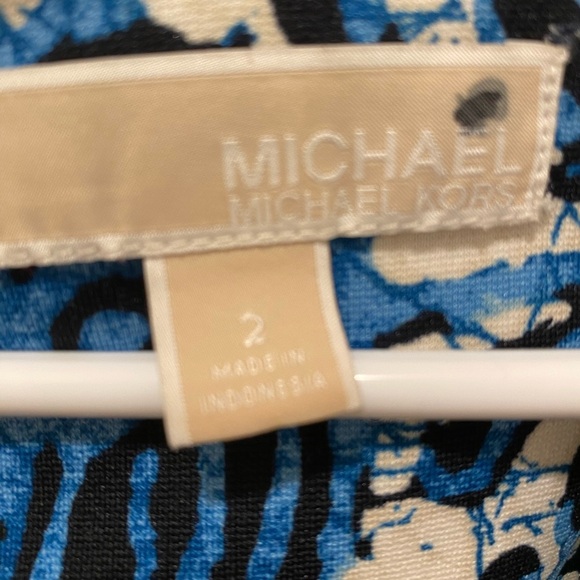 MICHAEL
MICHAEL KORS
2
MADE IN
INDONESIA